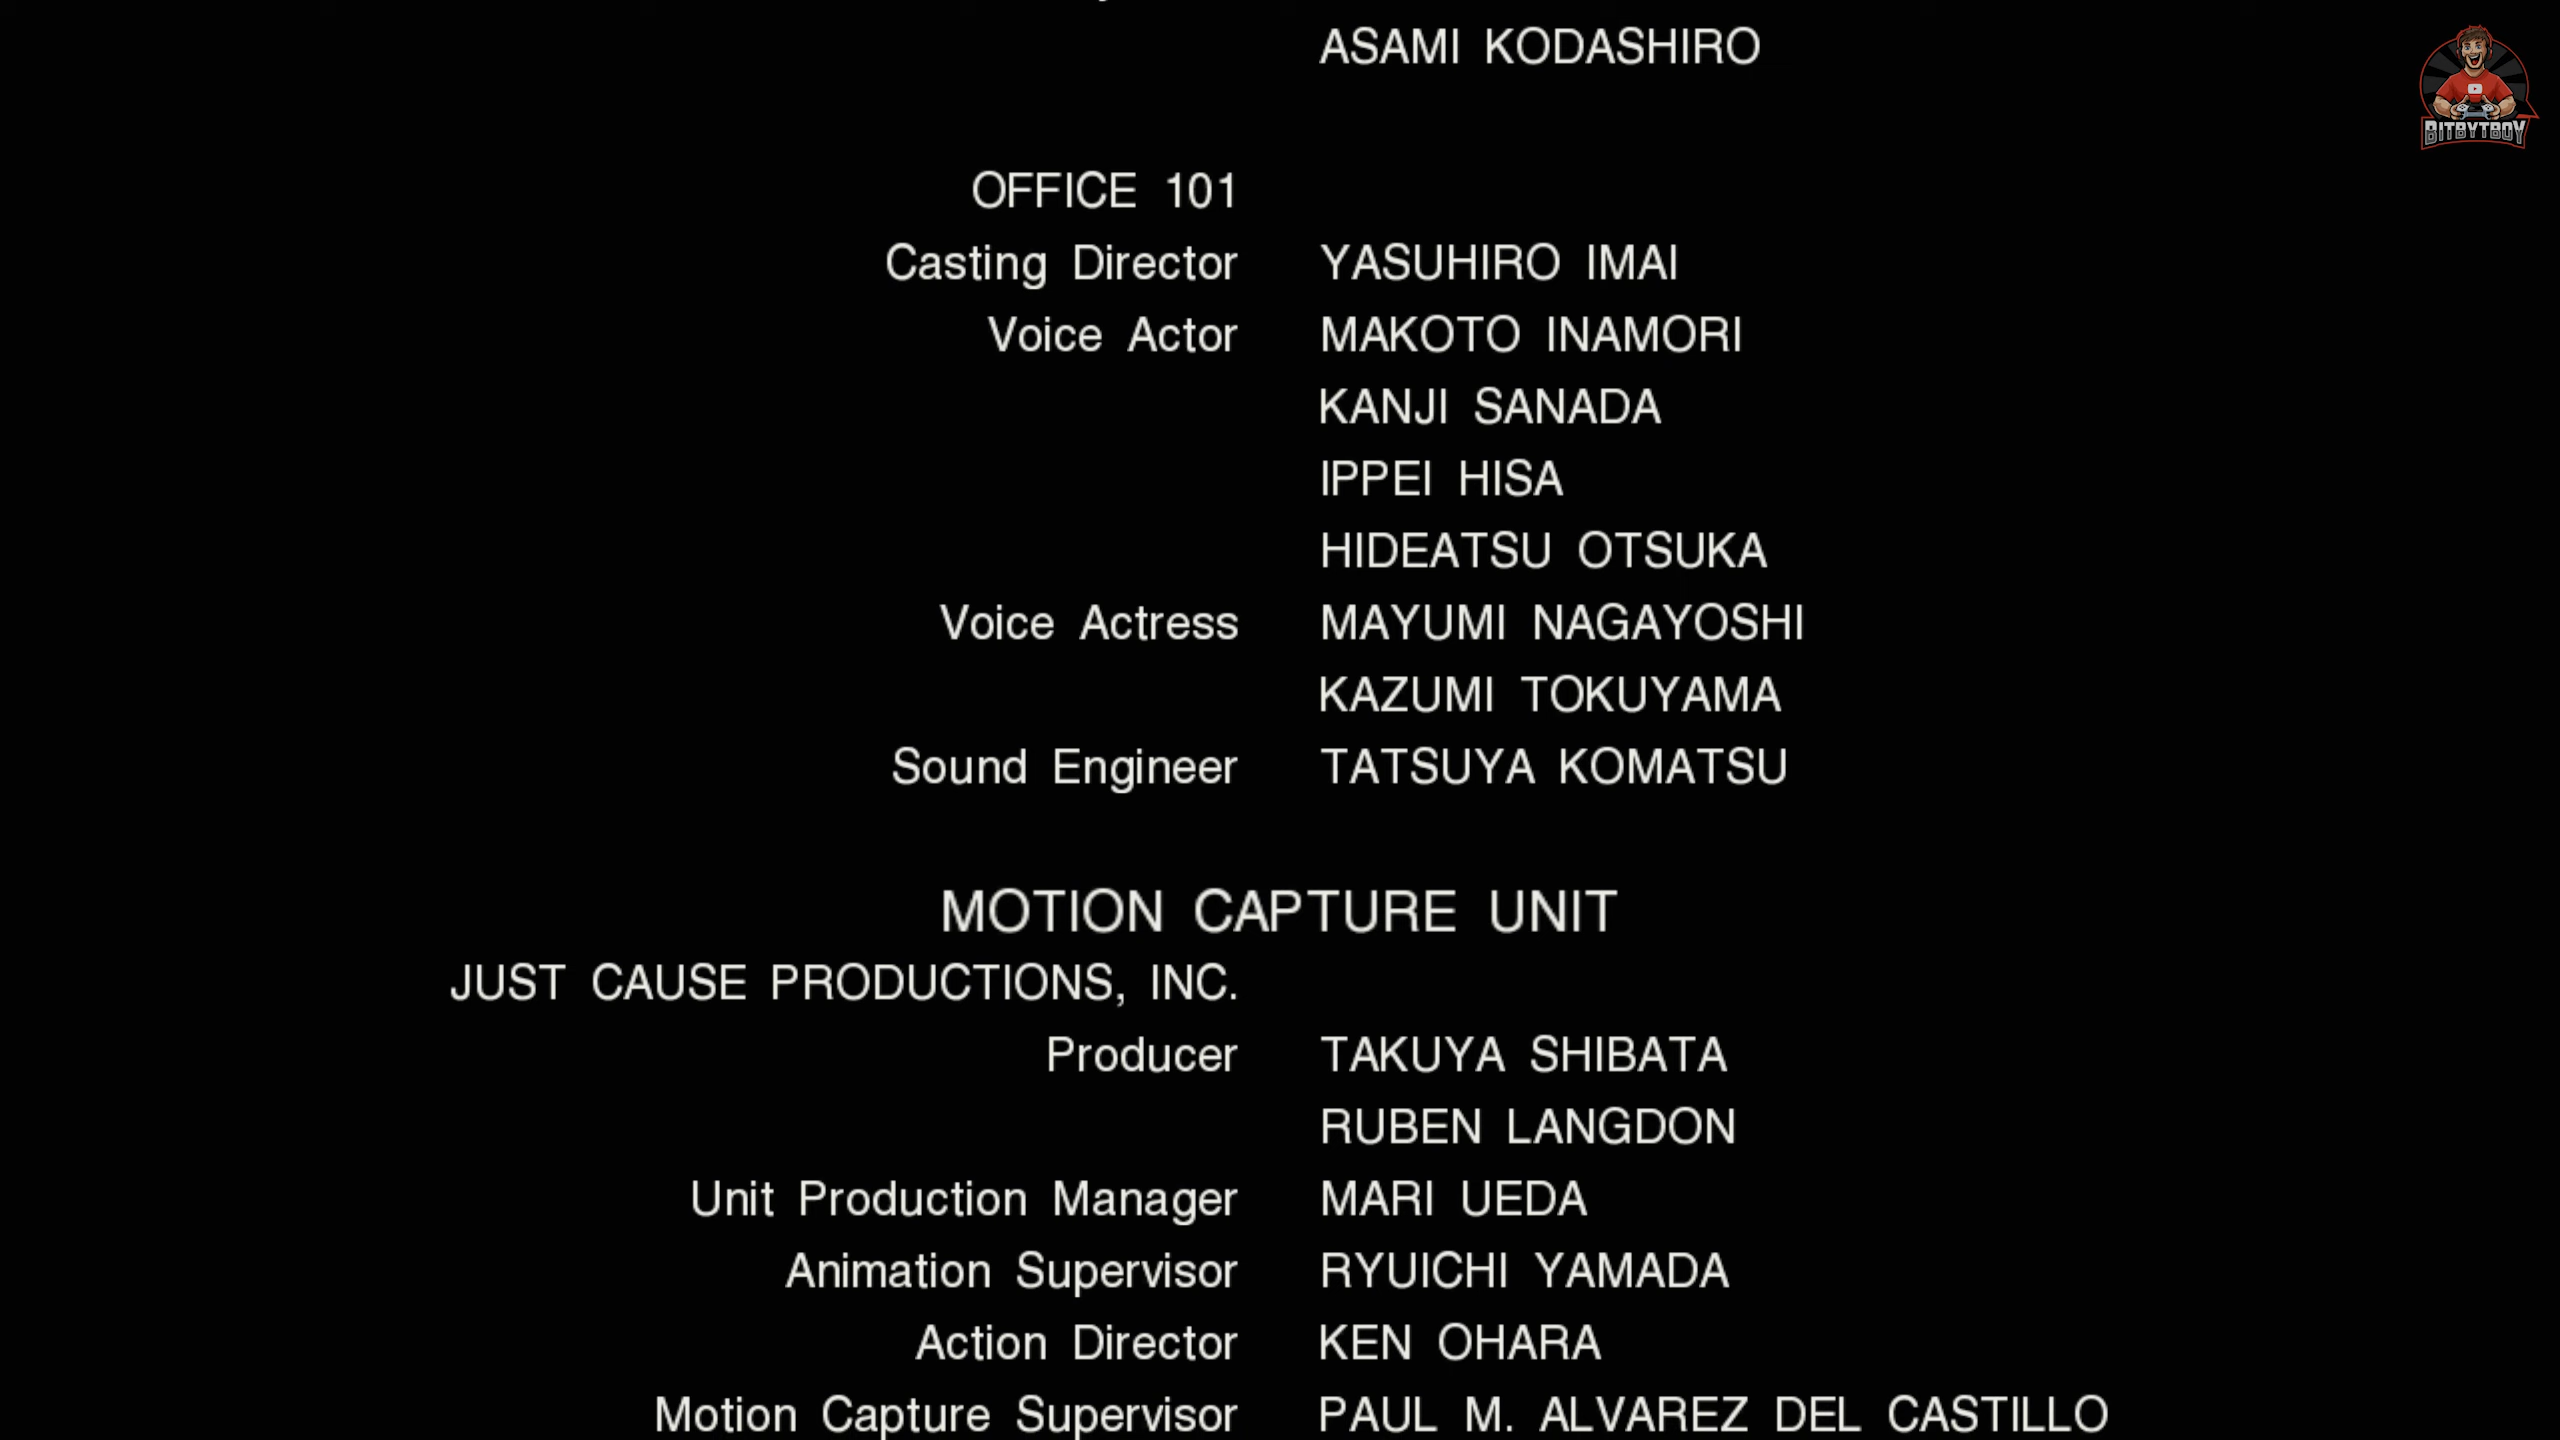 ASAMI KODASHIRO
BITBYTBOY
OFFICE 101
Casting Director YASUHIRO IMAI
Voice Actor MAKOTO INAMORI
KANJI SANADA
IPPEI HISA
HIDEATSU OTSUKA
Voice Actress MAYUMI NAGAYOSHI
KAZUMI TOKUYAMA
Sound Engineer TATSUYA KOMATSU
MOTION CAPTURE UNIT
JUST CAUSE PRODUCTIONS, INC.
Producer TAKUYA SHIBATA
RUBEN LANGDON
Unit Production Manager MARI UEDA
Animation Supervisor RYUICHI YAMADA
Action Director KEN OHARA
Motion Capture Supervisor PAUL M. ALVAREZ DEL CASTILLO